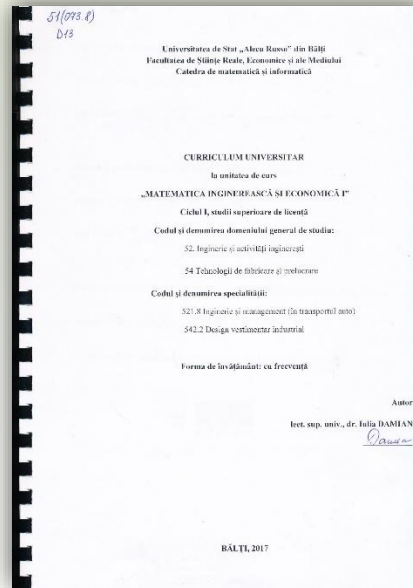 51(073.8)
D13
Universitatea de Stat „Alecu Russo” din Bălți
Facultatea de Științe Reale, Economice și ale Mediului
Catedra de matematică și informatică
CURRICULUM UNIVERSITAR
la unitatea de curs
„MATEMATICA INGINEREASCĂ ȘI ECONOMICĂ I”
Ciclul I, studii superioare de licență
Codul și denumirea domeniului general de studiu:
52. Inginerie și activități inginerești
54 Tehnologii de fabricare și prelucrare
Codul și denumirea specialității:
521.8 Inginerie și management (în transportul auto)
542.2 Design vestimentar industrial
Forma de învățământ: cu frecvență
Autor
lect. sup. univ., dr. Iulia DAMIAN
BĂLȚI, 2017